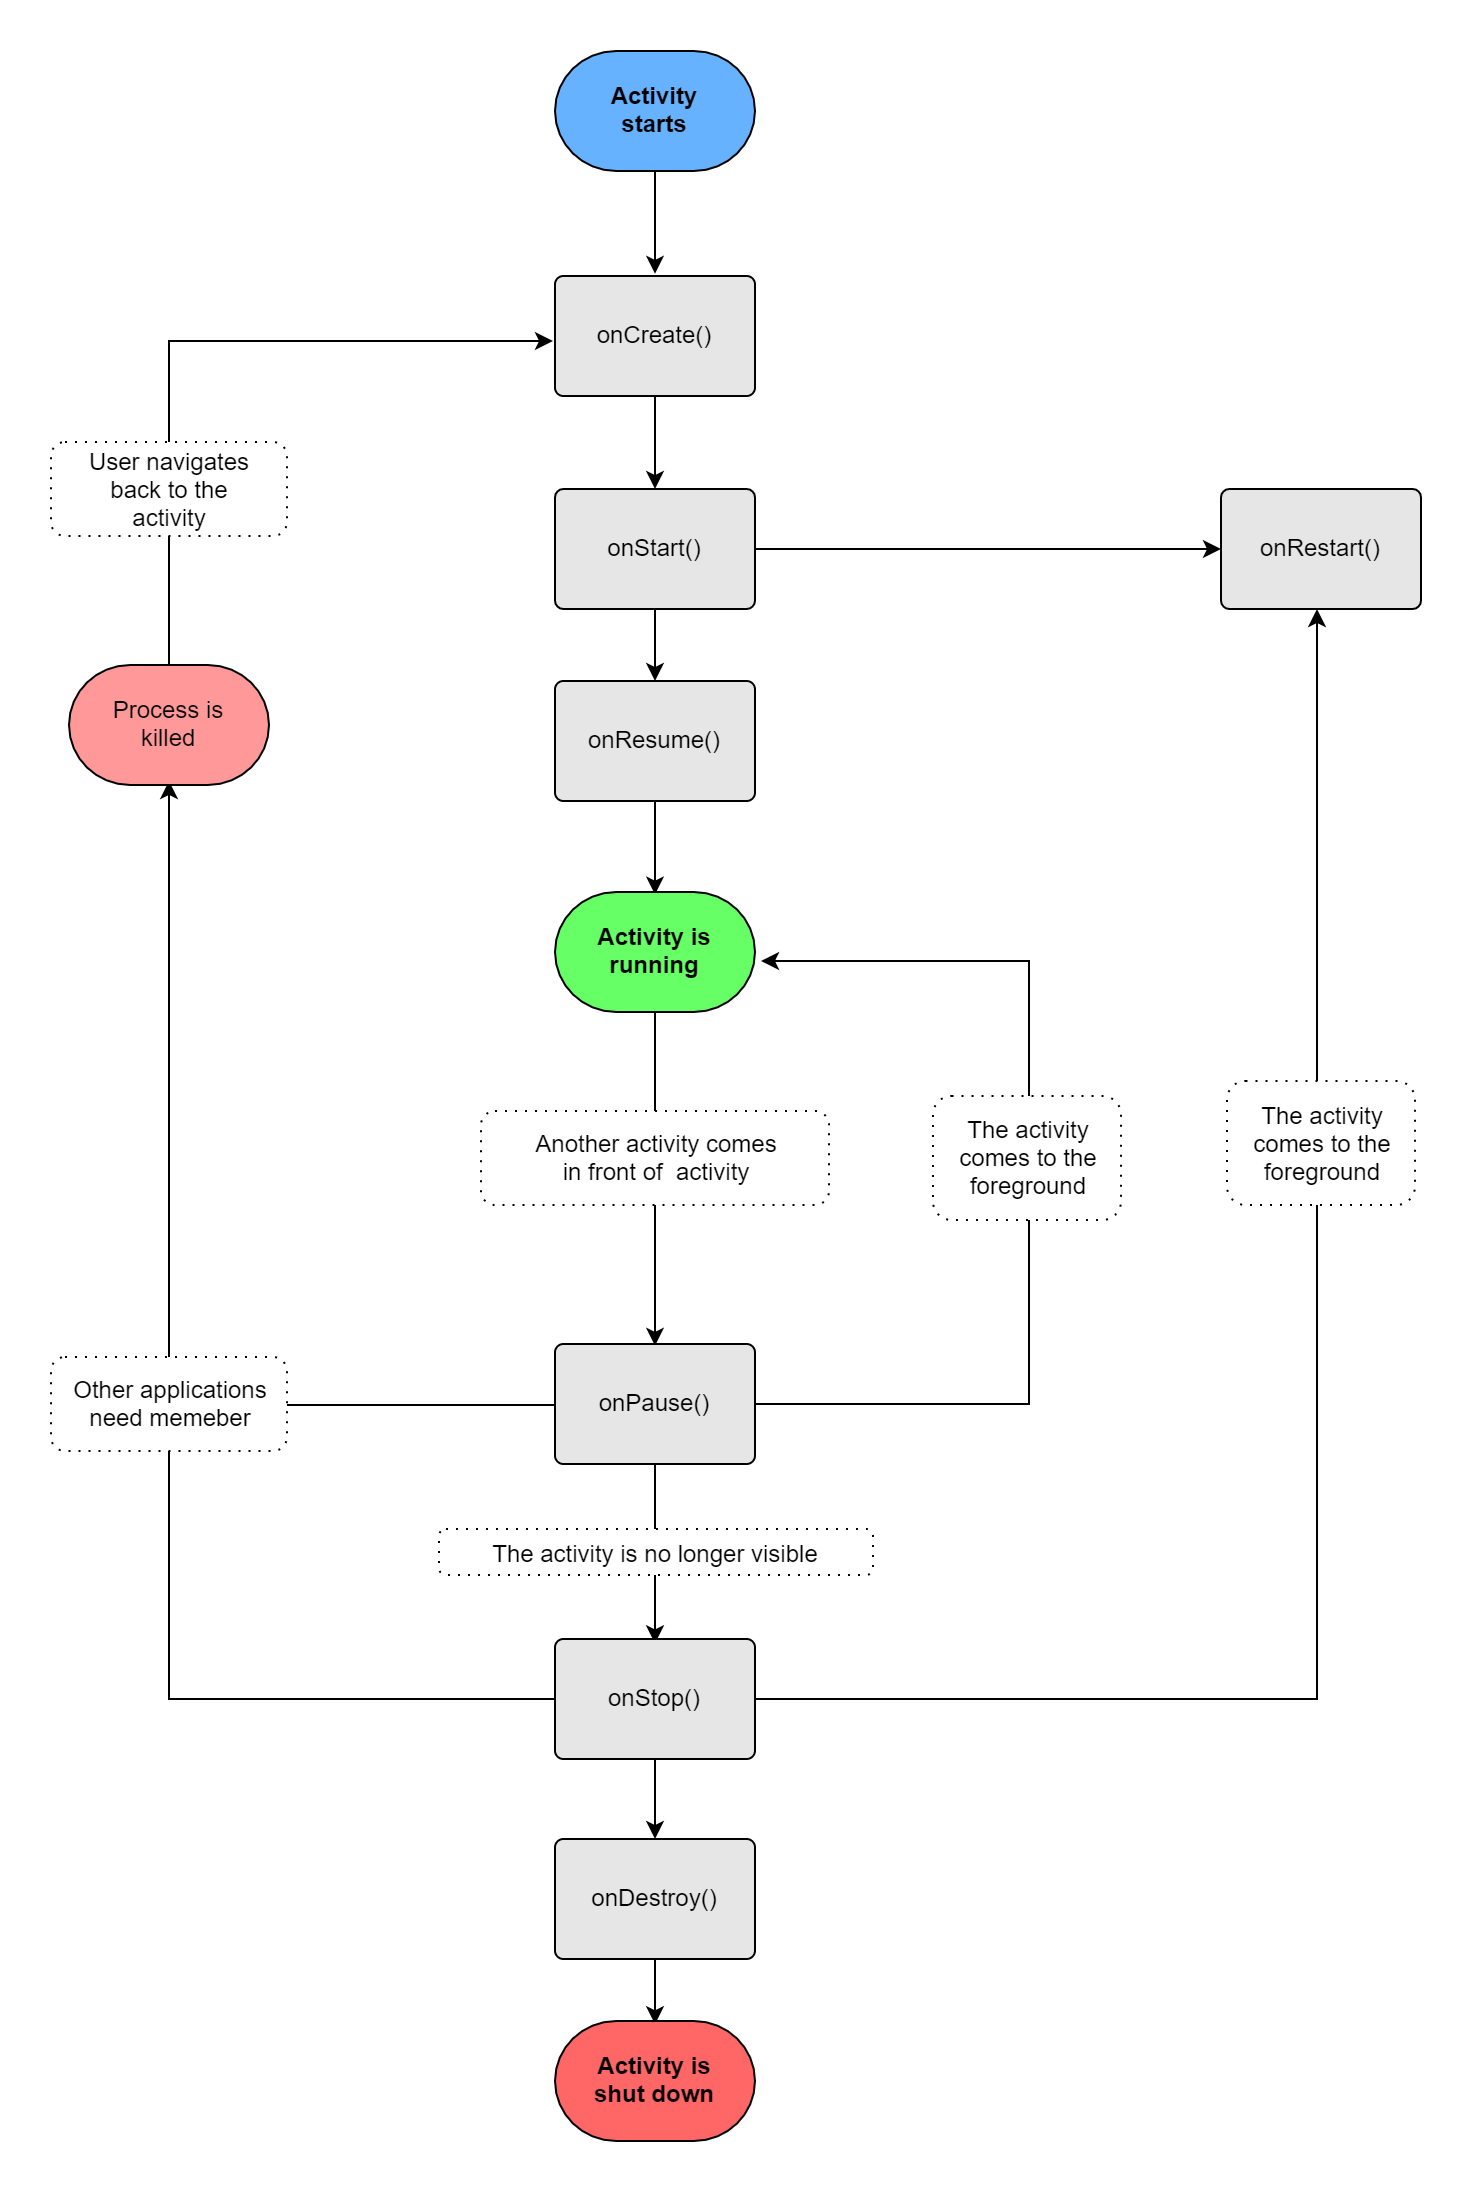 Activity
starts
onCreate()
User navigates
back to the
activity
onStart()
onRestart()
Process is
killed
onResume()
Activity is
running
Another activity comes
in front of  activity
The activity
comes to the
foreground
The activity
comes to the
foreground
Other applications
need memeber
onPause()
The activity is no longer visible
onStop()
onDestroy()
Activity is
shut down